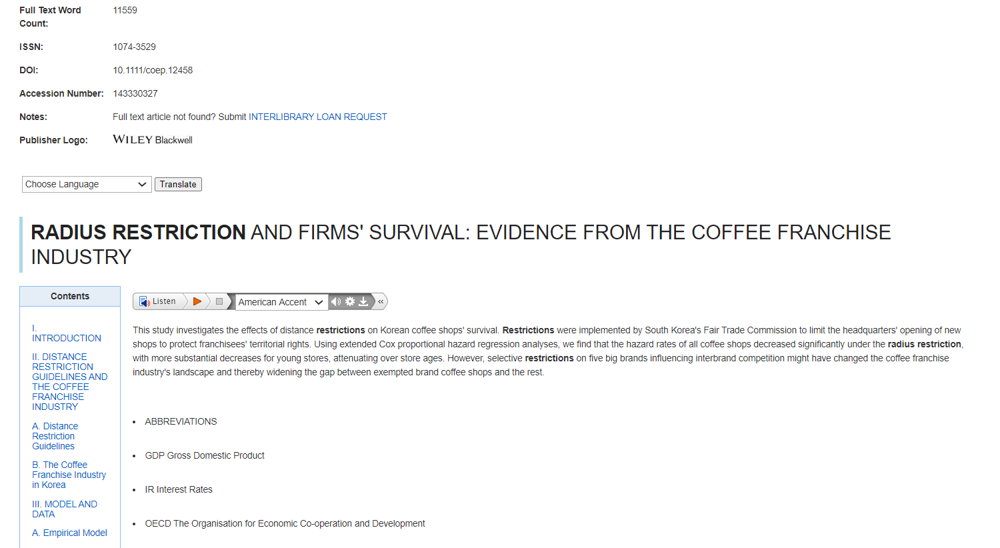 Full Text Word Count: 11559
ISSN: 1074-3529
DOI: 10.1111/coep.12458
Accession Number: 143330327
Notes: Full text article not found? Submit INTERLIBRARY LOAN REQUEST
Publisher Logo: WILEY Blackwell
Choose Language Translate
RADIUS RESTRICTION AND FIRMS' SURVIVAL: EVIDENCE FROM THE COFFEE FRANCHISE
INDUSTRY
Contents
I.
INTRODUCTION
II. DISTANCE
RESTRICTION
GUIDELINES AND
THE COFFEE
FRANCHISE
INDUSTRY
A. Distance
Restriction
Guidelines
B. The Coffee
Franchise Industry
in Korea
III. MODEL AND
DATA
A. Empirical Model
Listen American Accent «
This study investigates the effects of distance restrictions on Korean coffee shops' survival. Restrictions were implemented by South Korea's Fair Trade Commission to limit the headquarters' opening of new
shops to protect franchisees' territorial rights. Using extended Cox proportional hazard regression analyses, we find that the hazard rates of all coffee shops decreased significantly under the radius restriction,
with more substantial decreases for young stores, attenuating over store ages. However, selective restrictions on five big brands influencing interbrand competition might have changed the coffee franchise
industry's landscape and thereby widening the gap between exempted brand coffee shops and the rest.
• ABBREVIATIONS
• GDP Gross Domestic Product
• IR Interest Rates
• OECD The Organisation for Economic Co-operation and Development